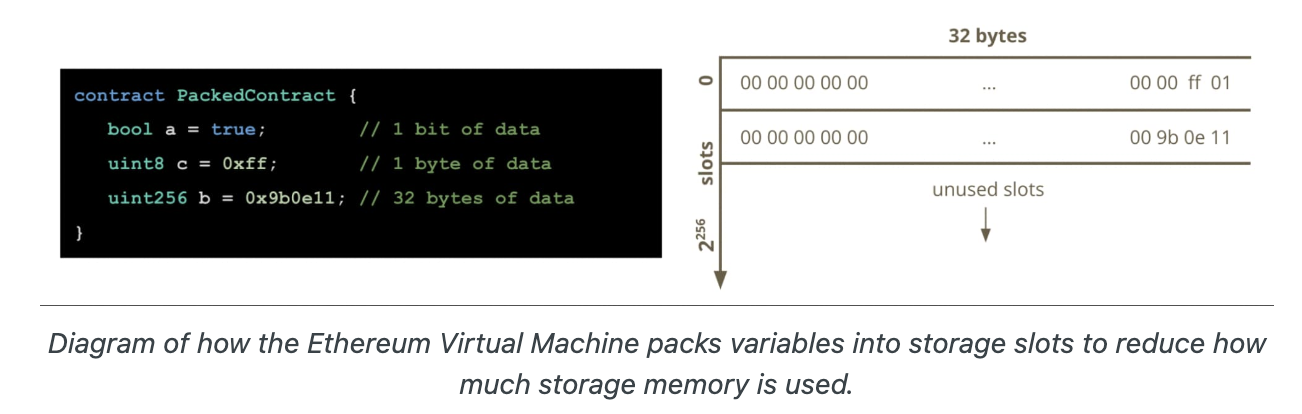 contract PackedContract {
bool a = true; // 1 bit of data
uint8 c = 0xff; // 1 byte of data
uint256 b = 0x9b0e11; // 32 bytes of data
}
32 bytes
0
00 00 00 00 00 ... 00 00 ff 01
slots
00 00 00 00 00 ... 00 9b 0e 11
unused slots
2²⁵⁶
Diagram of how the Ethereum Virtual Machine packs variables into storage slots to reduce how
much storage memory is used.